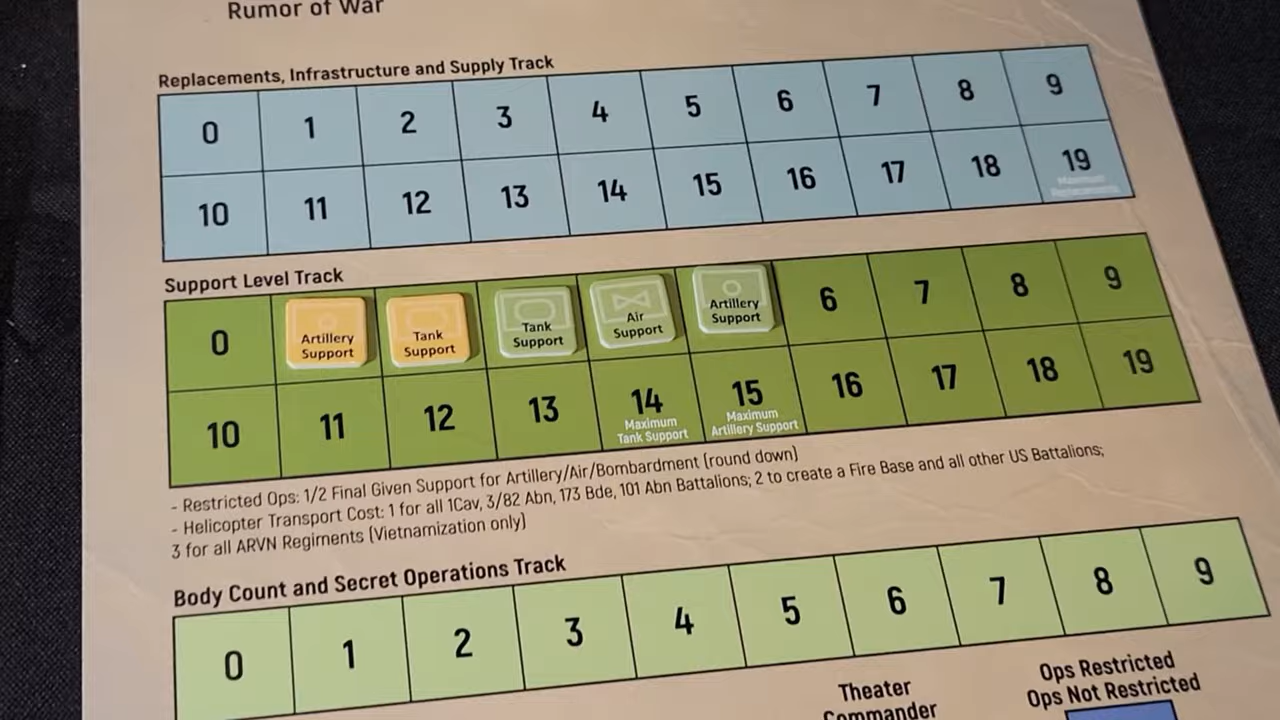 Rumor of War
Replacements, Infrastructure and Supply Track
0 1 2 3 4 5 6 7 8 9
10 11 12 13 14 15 16 17 18 19
Maximum
Replacements
Support Level Track
0 Artillery Support Tank Support Tank Support Air Support Artillery Support 6 7 8 9
10 11 12 13 14 15 16 17 18 19
Maximum Tank Support Maximum Artillery Support
- Restricted Ops: 1/2 Final Given Support for Artillery/Air/Bombardment (round down)
- Helicopter Transport Cost: 1 for all 1Cav, 3/82 Abn, 173 Bde, 101 Abn Battalions; 2 to create a Fire Base and all other US Battalions;
3 for all ARVN Regiments (Vietnamization only)
Body Count and Secret Operations Track
0 1 2 3 4 5 6 7 8 9
Theater
Commander
Ops Restricted
Ops Not Restricted